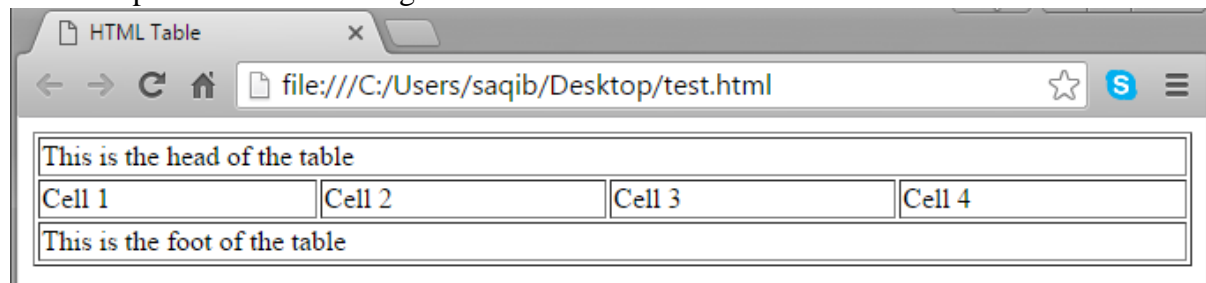 HTML Table
file:///C:/Users/saqib/Desktop/test.html
This is the head of the table
Cell 1 Cell 2 Cell 3 Cell 4
This is the foot of the table